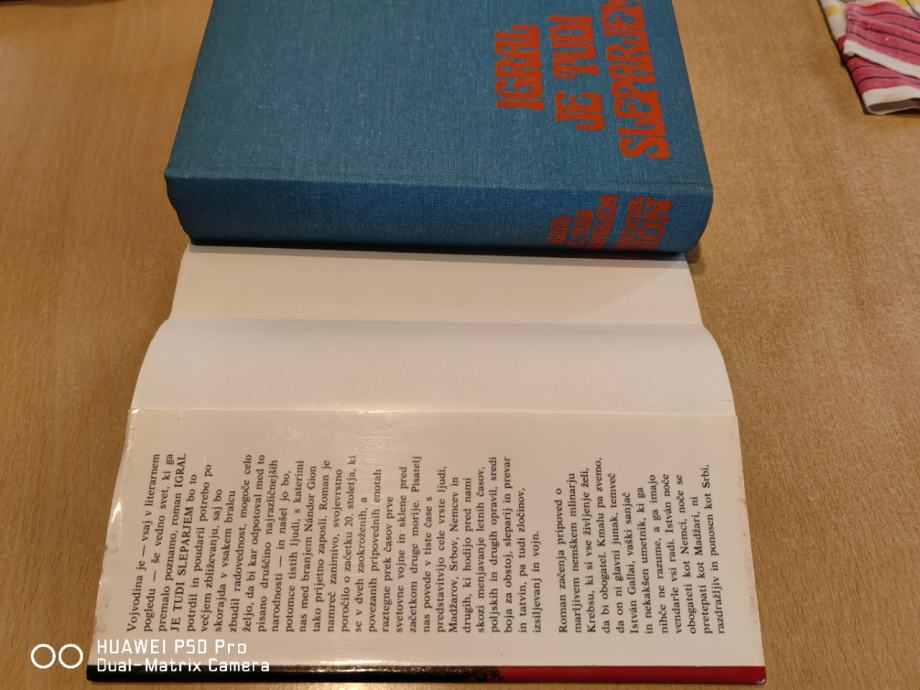 IGRAL
JE TUDI
SLEPARJEM
IGRAL
JE TUDI
SLEPARJEM
NÁNDOR
GION
Vojvodina je — vsaj v literarnem
pogledu — še vedno svet, ki ga
premalo poznamo, roman IGRAL
JE TUDI SLEPARJEM bo to
potrdil in poudaril potrebo po
večjem zbliževanju, saj bo
skorajda v vsakem bralcu
zbudil radovednost, mogoče celo
željo, da bi kar odpotoval med to
pisano druščino najrazličnejših
narodnosti — in našel jo bo,
potomce tistih ljudi, s katerimi
nas med branjem Nándor Gion
tako prijetno zaposli. Roman je
namreč zanimivo, svojevrstno
poročilo o začetku 20. stoletja, ki
se v dveh zaokroženih, a
povezanih pripovednih enotah
raztegne prek časov prve
svetovne vojne in sklene pred
začetkom druge morije. Pisatelj
nas povede v tiste čase s
predstavitvijo cele vrste ljudi,
Madžarov, Srbov, Nemcev in
drugih, ki hodijo pred nami
skozi menjavanje letnih časov,
poljskih in drugih opravil, sredi
boja za obstoj, sleparij in prevar
in tatvin, pa tudi zločinov,
izsiljevanj in vojn.
Roman začenja pripoved o
marljivem nemškem mlinarju
Krebsu, ki si vse življenje želi,
da bi obogatel. Kmalu pa zvemo,
da on ni glavni junak, temveč
István Gallai, vaški sanjač
in nenekakšen umetnik, ki ga
nihče ne razume, a ga imajo
vendarle vsi radi. István noče
obogateti kot Nemci, noče se
pretepati kot Madžari, ni
razdražljiv in ponosen kot Srbi,
HUAWEI P50 Pro
Dual-Matrix Camera